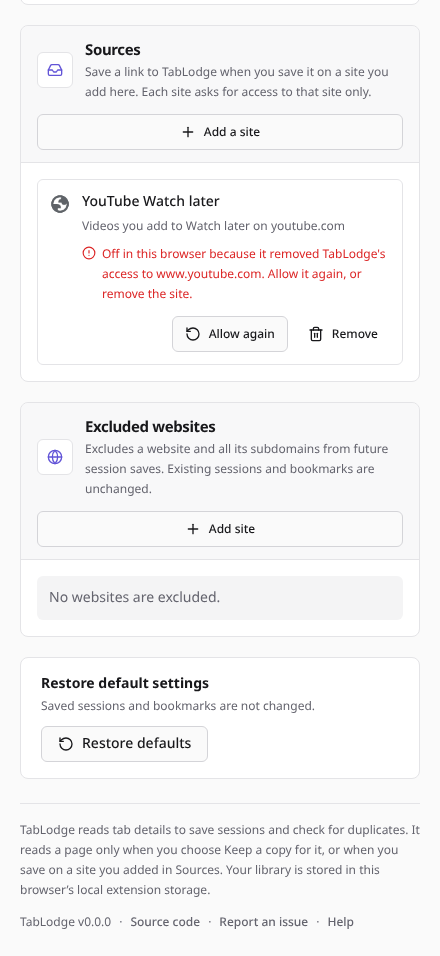 Sources
Save a link to TabLodge when you save it on a site you
add here. Each site asks for access to that site only.
Add a site
YouTube Watch later
Videos you add to Watch later on youtube.com
Off in this browser because it removed TabLodge's
access to www.youtube.com. Allow it again, or
remove the site.
Allow again
Remove
Excluded websites
Excludes a website and all its subdomains from future
session saves. Existing sessions and bookmarks are
unchanged.
Add site
No websites are excluded.
Restore default settings
Saved sessions and bookmarks are not changed.
Restore defaults
TabLodge reads tab details to save sessions and check for duplicates. It
reads a page only when you choose Keep a copy for it, or when you
save on a site you added in Sources. Your library is stored in this
browser's local extension storage.
TabLodge v0.0.0 · Source code · Report an issue · Help